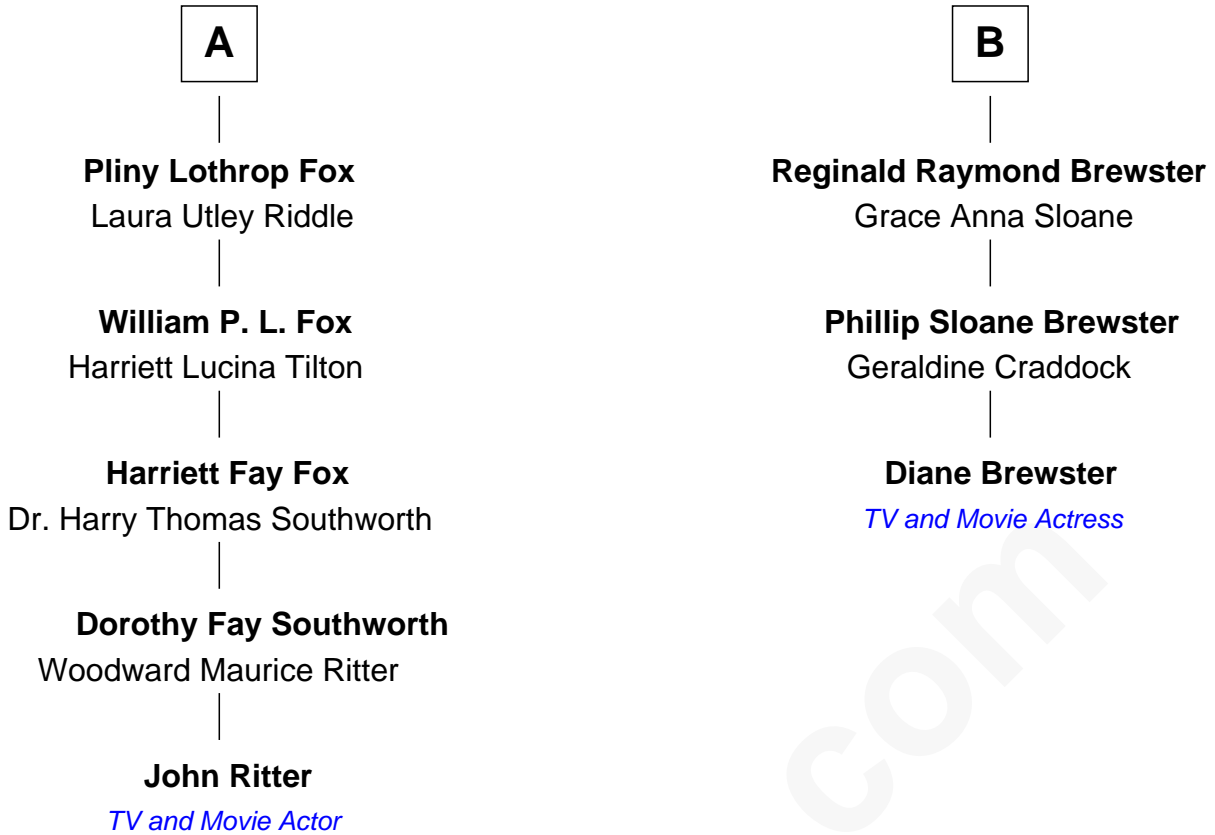 A
Pliny Lothrop Fox
Laura Utley Riddle
William P. L. Fox
Harriett Lucina Tilton
Harriett Fay Fox
Dr. Harry Thomas Southworth
Dorothy Fay Southworth
Woodward Maurice Ritter
John Ritter
TV and Movie Actor
B
Reginald Raymond Brewster
Grace Anna Sloane
Phillip Sloane Brewster
Geraldine Craddock
Diane Brewster
TV and Movie Actress
com